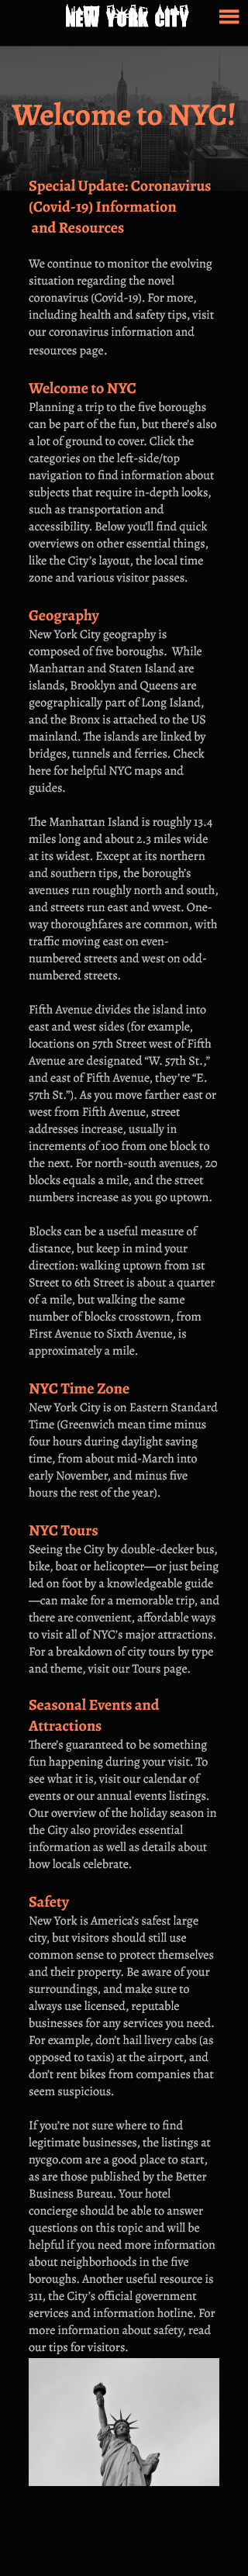 NEW YORK CITY
Welcome to NYC!
Special Update: Coronavirus
(Covid-19) Information
and Resources
We continue to monitor the evolving
situation regarding the novel
coronavirus (Covid-19). For more,
including health and safety tips, visit
our coronavirus information and
resources page.
Welcome to NYC
Planning a trip to the five boroughs
can be part of the fun, but there's also
a lot of ground to cover. Click the
categories on the left-side/top
navigation to find information about
subjects that require in-depth looks,
such as transportation and
accessibility. Below you'll find quick
overviews on other essential things,
like the City's layout, the local time
zone and various visitor passes.
Geography
New York City geography is
composed of five boroughs. While
Manhattan and Staten Island are
islands, Brooklyn and Queens are
geographically part of Long Island,
and the Bronx is attached to the US
mainland. The islands are linked by
bridges, tunnels and ferries. Check
here for helpful NYC maps and
guides.
The Manhattan Island is roughly 13.4
miles long and about 2.3 miles wide
at its widest. Except at its northern
and southern tips, the borough's
avenues run roughly north and south,
and streets run east and wvest. One-
way thoroughfares are common, with
traffic moving east on even-
numbered streets and west on odd-
numbered streets.
Fifth Avenue divides the island into
east and west sides (for example,
locations on 57th Street west of Fifth
Avenue are designated “W. 57th St.,”
and east of Fifth Avenue, they're “E.
57th St.”). As you move farther east or
west from Fifth Avenue, street
addresses increase, usually in
increments of 100 from one block to
the next. For north-south avenues, 20
blocks equals a mile, and the street
numbers increase as you go uptown.
Blocks can be a useful measure of
distance, but keep in mind your
direction: walking uptown from 1st
Street to 6th Street is about a quarter
of a mile, but walking the same
number of blocks crosstown, from
First Avenue to Sixth Avenue, is
approximately a mile.
NYC Time Zone
New York City is on Eastern Standard
Time (Greenwich mean time minus
four hours during daylight saving
time, from about mid-March into
early November, and minus five
hours the rest of the year).
NYC Tours
Seeing the City by double-decker bus,
bike, boat or helicopter—or just being
led on foot by a knowledgeable guide
—can make for a memorable trip, and
there are convenient, affordable ways
to visit all of NYC's major attractions.
For a breakdown of city tours by type
and theme, visit our Tours page.
Seasonal Events and
Attractions
There's guaranteed to be something
fun happening during your visit. To
see what it is, visit our calendar of
events or our annual events listings.
Our overview of the holiday season in
the City also provides essential
information as well as details about
how locals celebrate.
Safety
New York is America's safest large
city, but visitors should still use
common sense to protect themselves
and their property. Be aware of your
surroundings, and make sure to
always use licensed, reputable
businesses for any services you need.
For example, don't hail livery cabs (as
opposed to taxis) at the airport, and
don't rent bikes from companies that
seem suspicious.
If you're not sure where to find
legitimate businesses, the listings at
nycgo.com are a good place to start,
as are those published by the Better
Business Bureau. Your hotel
concierge should be able to answer
questions on this topic and will be
helpful if you need more information
about neighborhoods in the five
boroughs. Another useful resource is
311, the City's official government
services and information hotline. For
more information about safety, read
our tips for visitors.